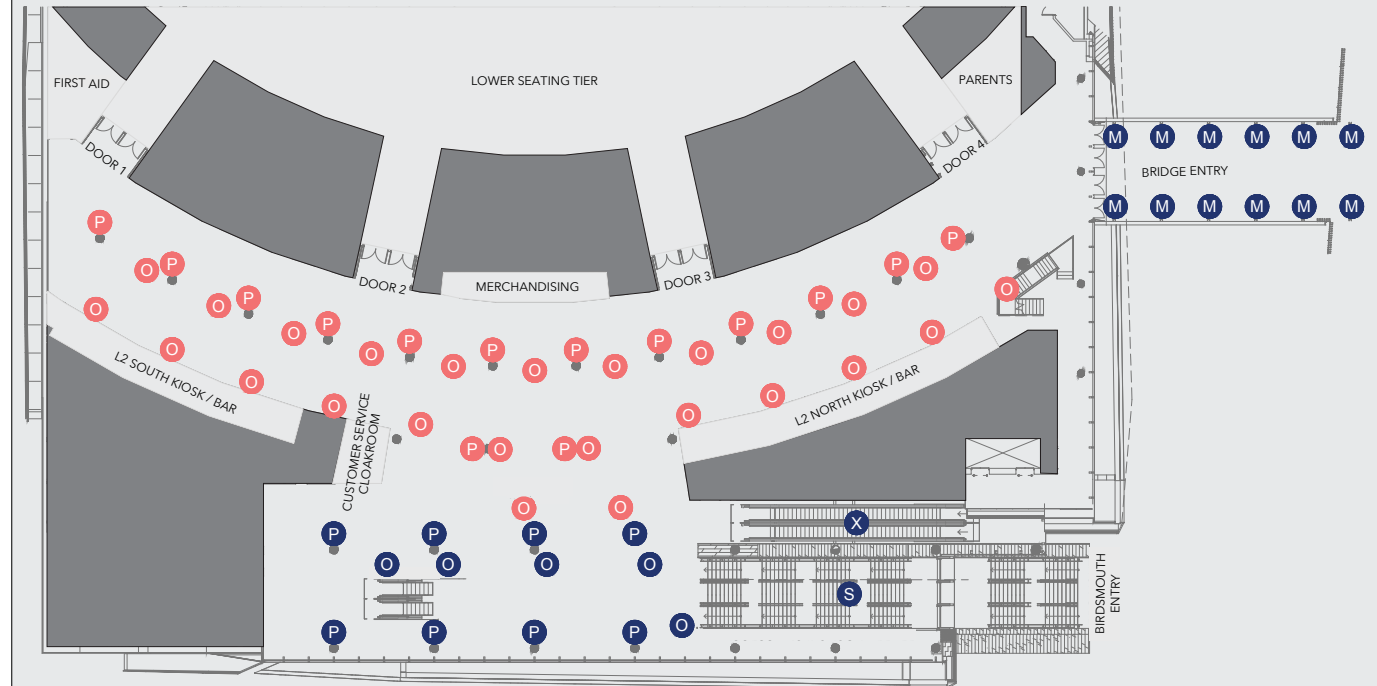 FIRST AID
LOWER SEATING TIER
PARENTS
M M M M M M
DOOR 1
DOOR 4
BRIDGE ENTRY
M M M M M M
P
P
O P
P O
DOOR 2
MERCHANDISING
DOOR 3
O
O O P
P O
O P
P O O
O O P P P P O
O O O O
L2 SOUTH KIOSK / BAR
O
O
L2 NORTH KIOSK / BAR
O
O
O
CUSTOMER SERVICE
CLOAKROOM
P O P O
O O
X
P P P P
O O O O
S
BIRDSMOUTH
ENTRY
O
P P P P